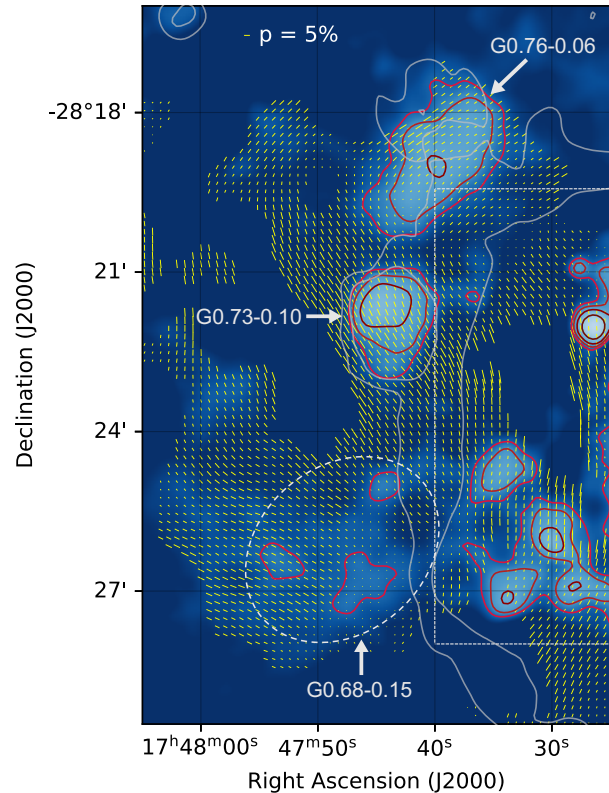 p = 5%
G0.76-0.06
-28°18'
21'
G0.73-0.10
Declination (J2000)
24'
27'
G0.68-0.15
17ʰ48ᵐ00ˢ
47ᵐ50ˢ
40ˢ
30ˢ
Right Ascension (J2000)